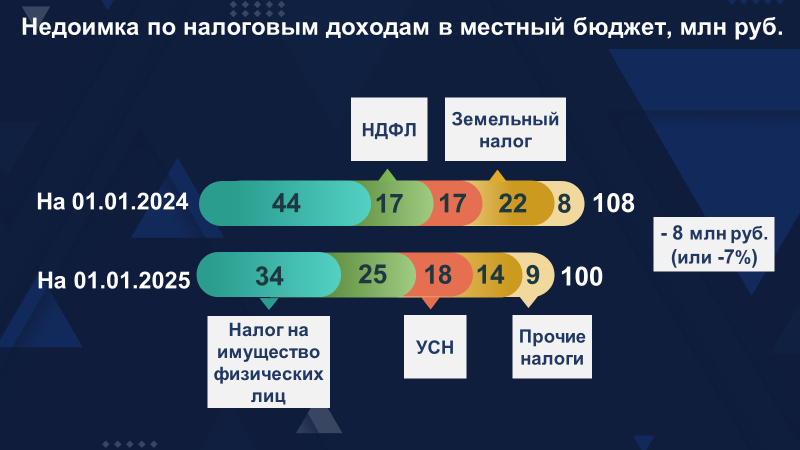 Недоимка по налоговым доходам в местный бюджет, млн руб.
НДФЛ
Земельный
налог
На 01.01.2024
44
17
17
22
8
108
- 8 млн руб.
(или -7%)
На 01.01.2025
34
25
18
14
9
100
Налог на
имущество
физических
лиц
УСН
Прочие
налоги